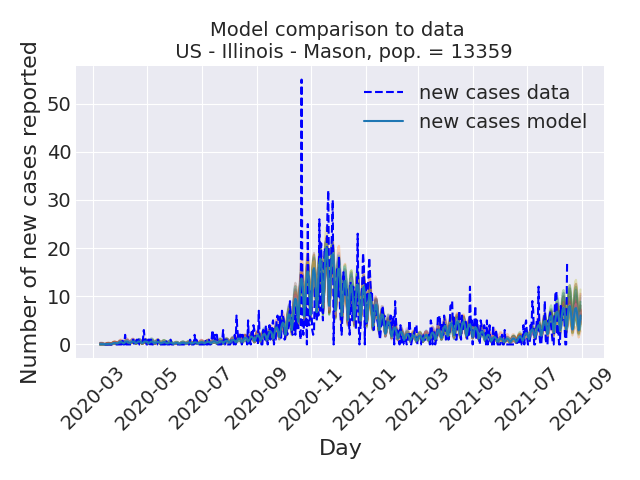 Model comparison to data
US - Illinois - Mason, pop. = 13359
Number of new cases reported
50
40
30
20
10
0
new cases data
new cases model
2020-03
2020-05
2020-07
2020-09
2020-11
2021-01
2021-03
2021-05
2021-07
2021-09
Day